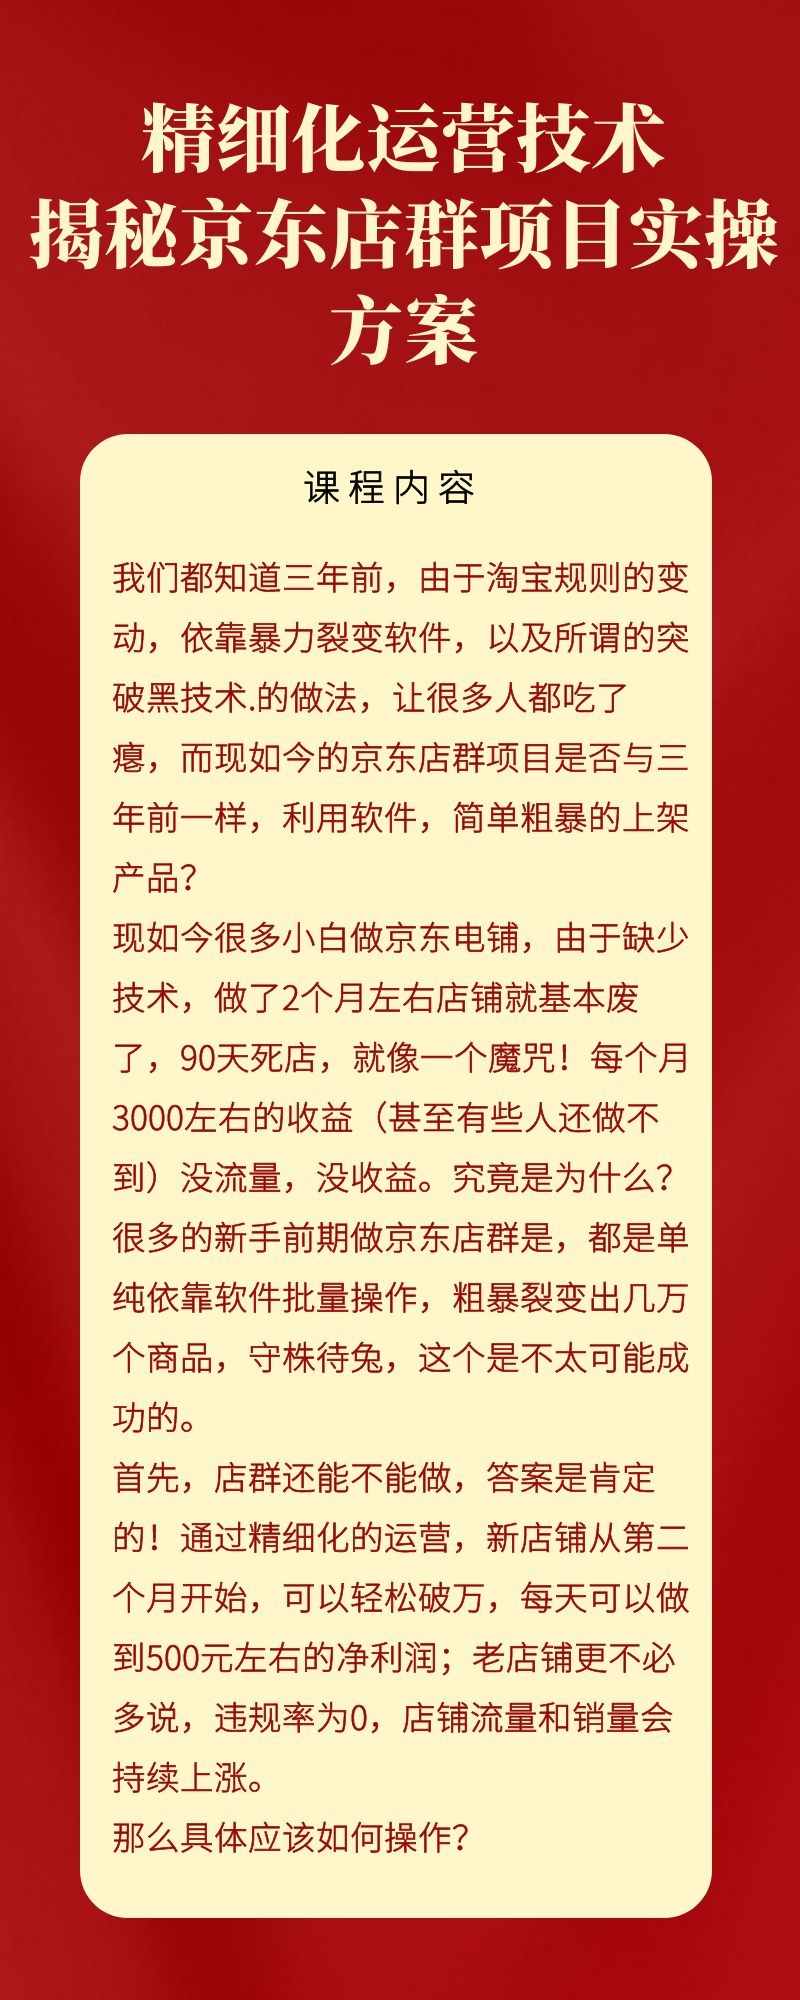 精细化运营技术
揭秘京东店群项目实操
方案
课程内容
我们都知道三年前，由于淘宝规则的变
动，依靠暴力裂变软件，以及所谓的突
破黑技术.的做法，让很多人都吃了
瘪，而现如今的京东店群项目是否与三
年前一样，利用软件，简单粗暴的上架
产品？
现如今很多小白做京东电铺，由于缺少
技术，做了2个月左右店铺就基本废
了，90天死店，就像一个魔咒！每个月
3000左右的收益（甚至有些人还做不
到）没流量，没收益。究竟是为什么？
很多的新手前期做京东店群是，都是单
纯依靠软件批量操作，粗暴裂变出几万
个商品，守株待兔，这个是不太可能成
功的。
首先，店群还能不能做，答案是肯定
的！通过精细化的运营，新店铺从第二
个月开始，可以轻松破万，每天可以做
到500元左右的净利润；老店铺更不必
多说，违规率为0，店铺流量和销量会
持续上涨。
那么具体应该如何操作？